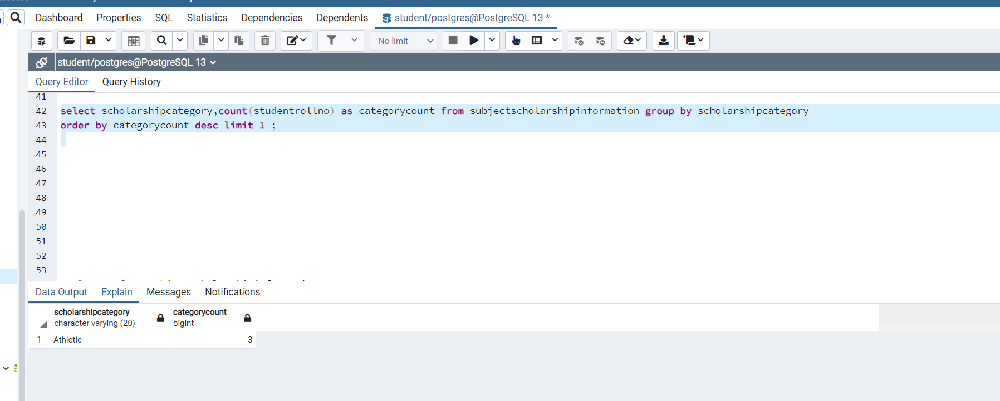 Dashboard Properties SQL Statistics Dependencies Dependents student/postgres@PostgreSQL 13 *
No limit
student/postgres@PostgreSQL 13
Query Editor Query History
41
42 select scholarshipcategory,count(studentrollno) as categorycount from subjectscholarshipinformation group by scholarshipcategory
43 order by categorycount desc limit 1 ;
44
45
46
47
48
49
50
51
52
53
Data Output Explain Messages Notifications
scholarshipcategory categorycount
character varying (20) bigint
1 Athletic 3